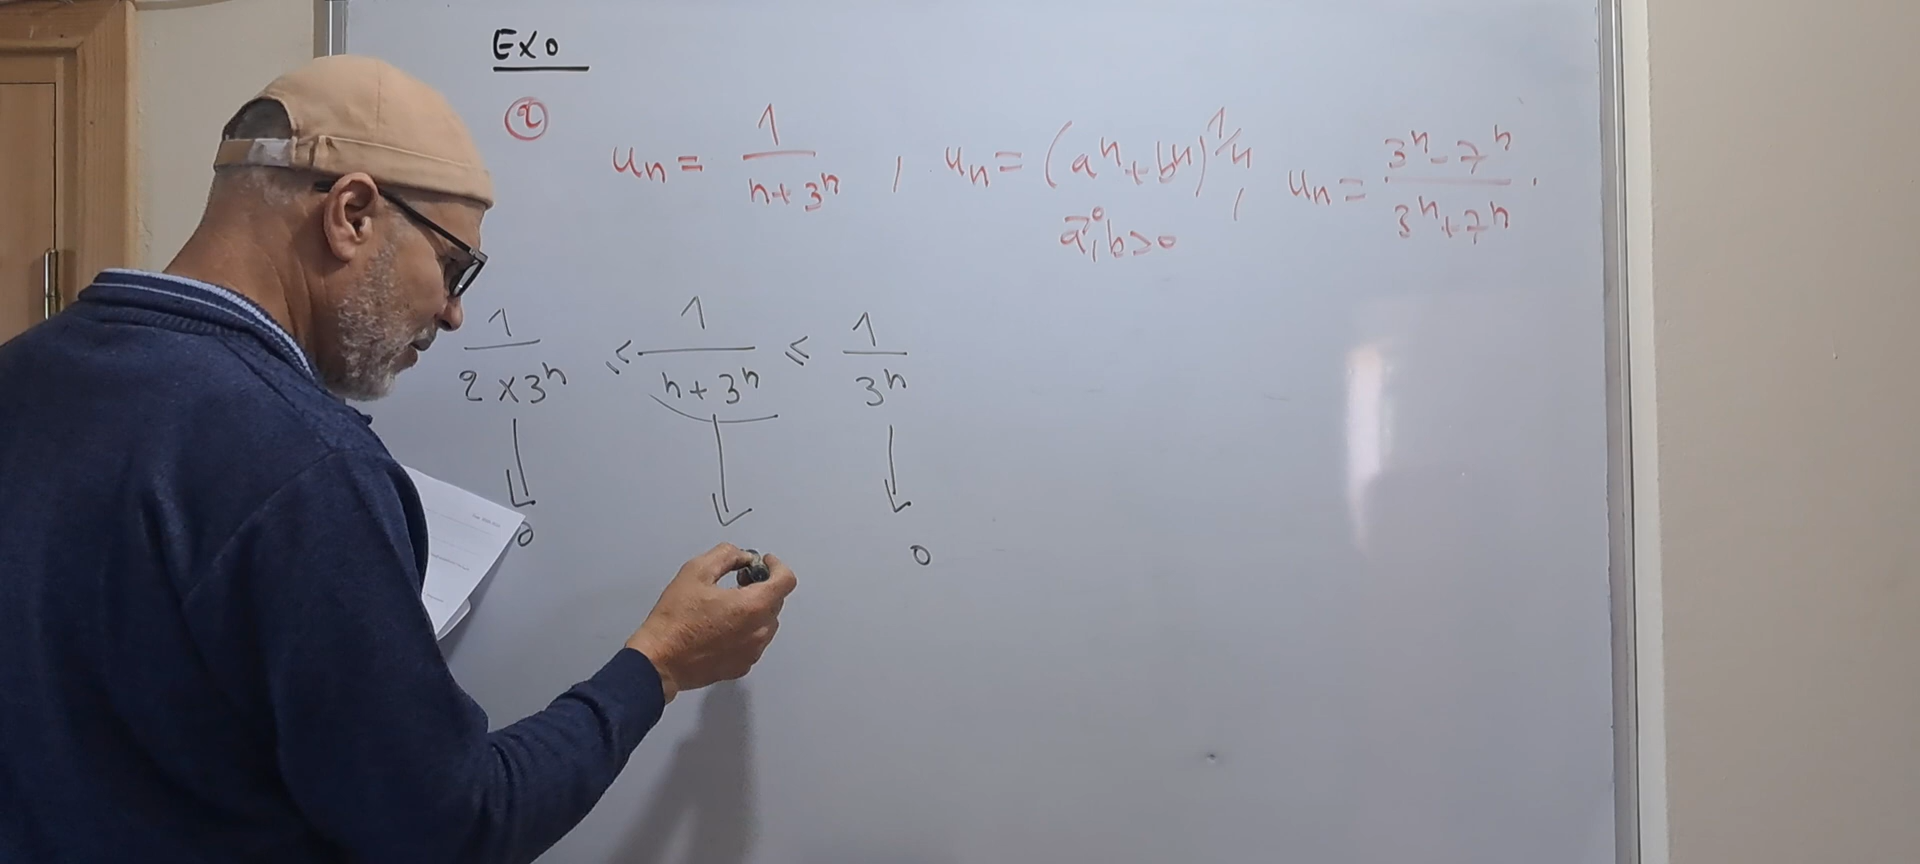 Exo
② uₙ = 1/(n+3ⁿ) , uₙ = (aⁿ+bⁿ)^(1/n) , uₙ = (3ⁿ-7ⁿ)/(3ⁿ+7ⁿ) .
a>0, b>0
1/(2×3ⁿ) ≤ 1/(n+3ⁿ) ≤ 1/3ⁿ
↓ ↓ ↓
0 0